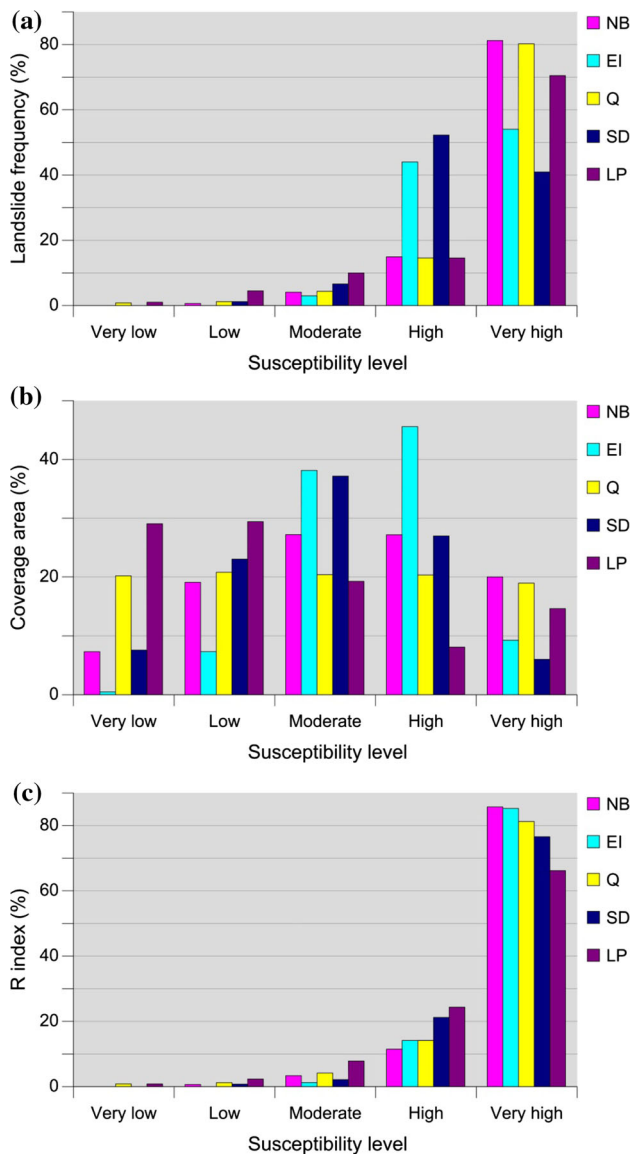 (a)
Landslide frequency (%)
80
60
40
20
0
Very low Low Moderate High Very high
Susceptibility level
NB
EI
Q
SD
LP
(b)
Coverage area (%)
40
20
0
Very low Low Moderate High Very high
Susceptibility level
NB
EI
Q
SD
LP
(c)
R index (%)
80
60
40
20
0
Very low Low Moderate High Very high
Susceptibility level
NB
EI
Q
SD
LP